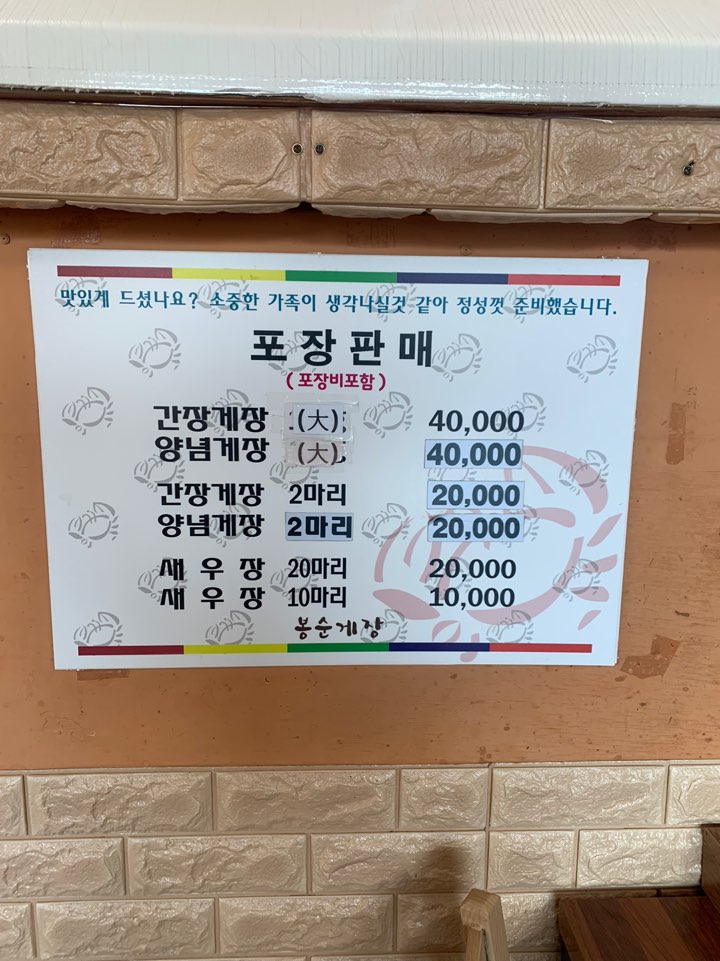 맛있게 드셨나요? 소중한 가족이 생각나실것 같아 정성껏 준비했습니다.
포장판매
(포장비포함)
간장게장 (大) 40,000
양념게장 (大) 40,000
간장게장 2마리 20,000
양념게장 2마리 20,000
새우장 20마리 20,000
새우장 10마리 10,000
봉순게장